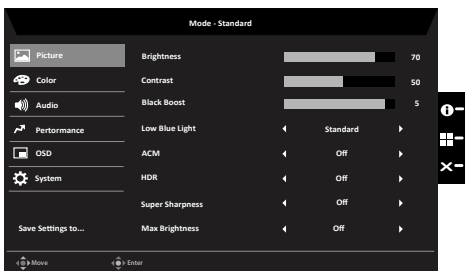 Mode - Standard
Picture
Brightness 70
Color
Contrast 50
Audio
Black Boost 5
Pertormance
Low Blue Light Standard
OSD
ACM Off
System
HDR Off
Super Sharpness Off
Save Settings to...
Max Brightness Off
Move Enter